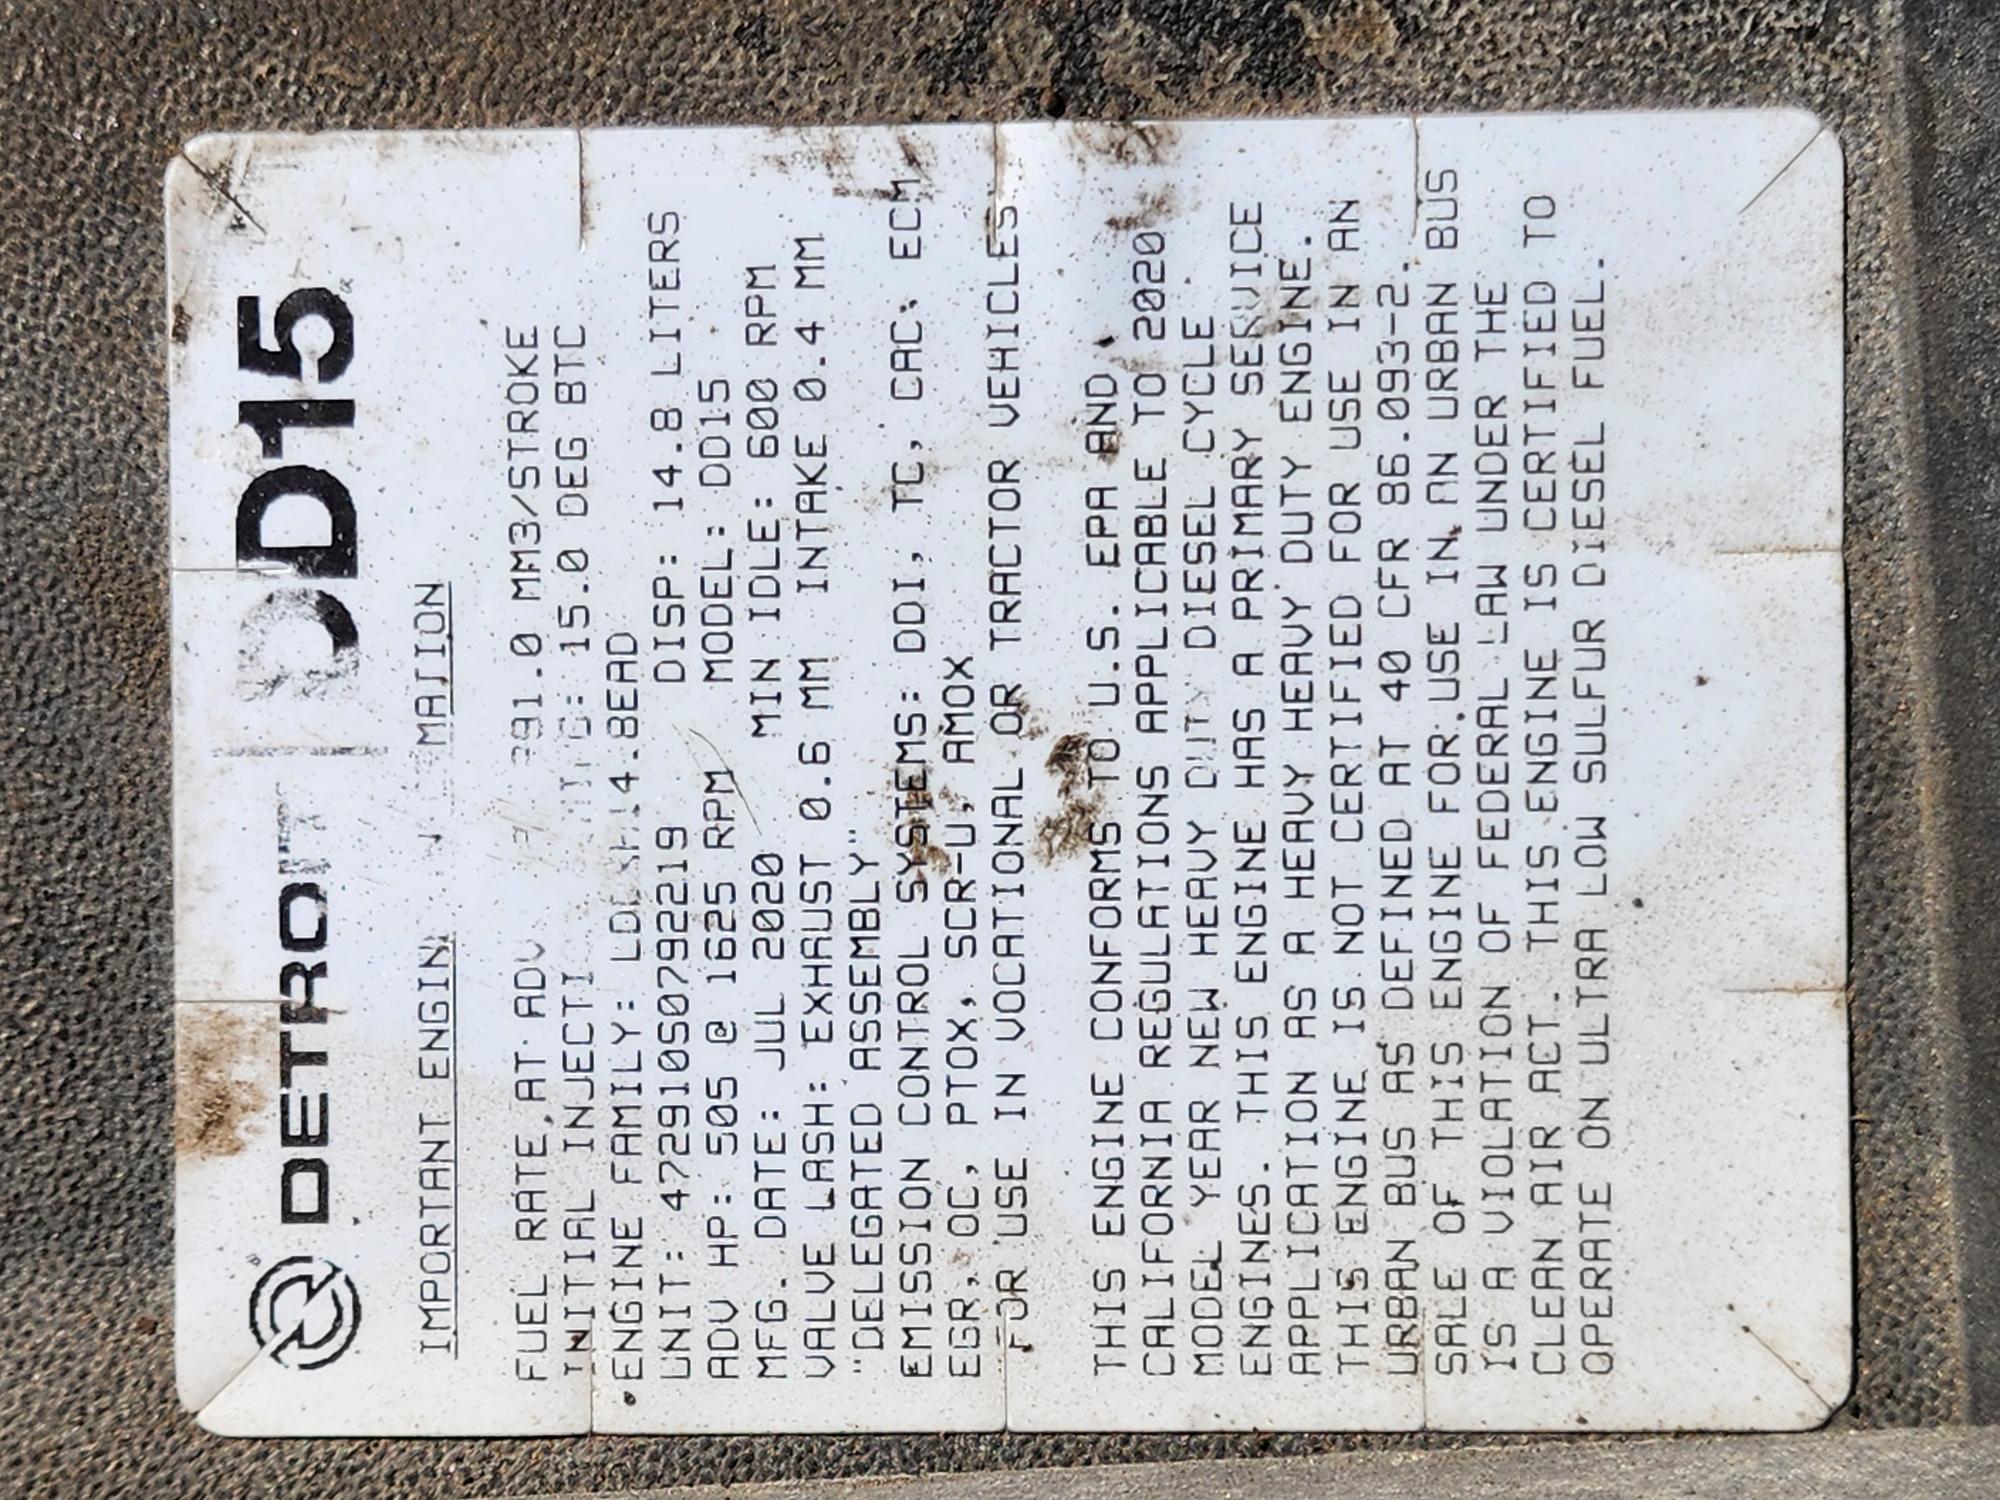 DETROIT DD15
IMPORTANT ENGINE INFORMATION
FUEL RATE AT ADV 291.0 MM3/STROKE
INITIAL INJECTION 15.0 DEG BTC
ENGINE FAMILY:
UNIT: 472910S0792219 DISP: 14.8 LITERS
ADV HP: 505 @ 1625 RPM MODEL: DD15
MFG. DATE: JUL 2020 MIN IDLE: 600 RPM
VALVE LASH: EXHAUST 0.6 MM INTAKE 0.4 MM
"DELEGATED ASSEMBLY"
EMISSION CONTROL SYSTEMS: DDI, TC, CAC, ECM
EGR, OC, PTOX, SCR-U, AMOX
FOR USE IN VOCATIONAL OR TRACTOR VEHICLES
THIS ENGINE CONFORMS TO U.S. EPA AND
CALIFORNIA REGULATIONS APPLICABLE TO 2020
MODEL YEAR NEW HEAVY DUTY DIESEL CYCLE
ENGINES. THIS ENGINE HAS A PRIMARY SERVICE
APPLICATION AS A HEAVY HEAVY DUTY ENGINE.
THIS ENGINE IS NOT CERTIFIED FOR USE IN AN
URBAN BUS AS DEFINED AT 40 CFR 86.093-2.
SALE OF THIS ENGINE FOR USE IN AN URBAN BUS
IS A VIOLATION OF FEDERAL LAW UNDER THE
CLEAN AIR ACT. THIS ENGINE IS CERTIFIED TO
OPERATE ON ULTRA LOW SULFUR DIESEL FUEL.